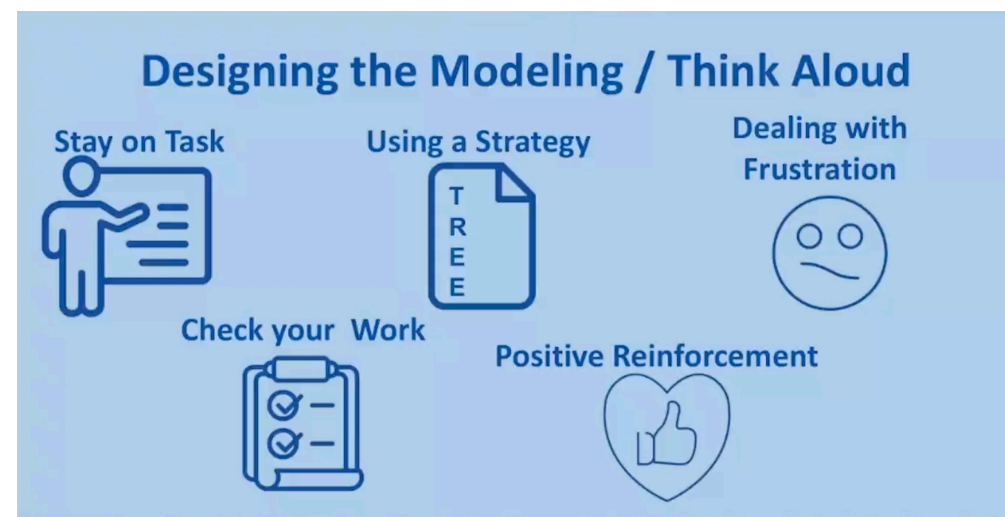 Designing the Modeling / Think Aloud
Stay on Task
Using a Strategy
Dealing with
Frustration
T
R
E
E
Check your Work
Positive Reinforcement